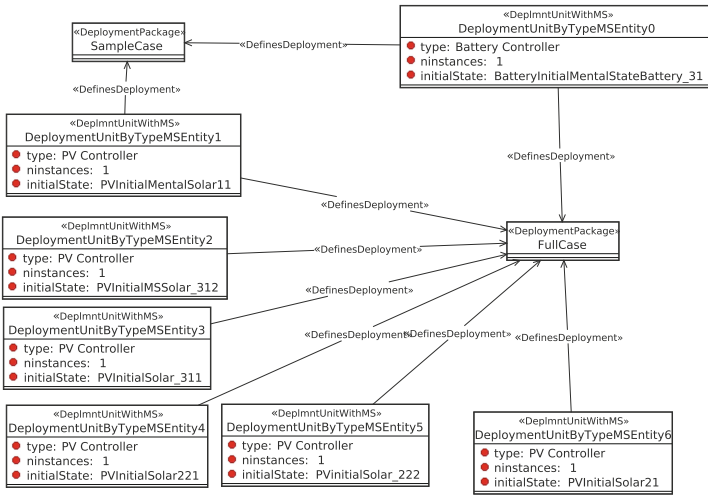 «DeploymentPackage»
SampleCase
«DeplmntUnitWithMS»
DeploymentUnitByTypeMSEntity0
type: Battery Controller
ninstances: 1
initialState: BatteryInitialMentalStateBattery_31
«DefinesDeployment»
«DefinesDeployment»
«DeplmntUnitWithMS»
DeploymentUnitByTypeMSEntity1
type: PV Controller
ninstances: 1
initialState: PVInitialMentalSolar11
«DefinesDeployment»
«DefinesDeployment»
«DeplmntUnitWithMS»
DeploymentUnitByTypeMSEntity2
type: PV Controller
ninstances: 1
initialState: PVInitialMSSolar_312
«DefinesDeployment»
«DeploymentPackage»
FullCase
«DefinesDeployment»
«DeplmntUnitWithMS»
DeploymentUnitByTypeMSEntity3
type: PV Controller
ninstances: 1
initialState: PVInitialSolar_311
«DefinesDeployment»
«DefinesDeployment»
«DefinesDeployment»
«DeplmntUnitWithMS»
DeploymentUnitByTypeMSEntity4
type: PV Controller
ninstances: 1
initialState: PVInitialSolar221
«DeplmntUnitWithMS»
DeploymentUnitByTypeMSEntity5
type: PV Controller
ninstances: 1
initialState: PVinitialSolar_222
«DeplmntUnitWithMS»
DeploymentUnitByTypeMSEntity6
type: PV Controller
ninstances: 1
initialState: PVInitialSolar21